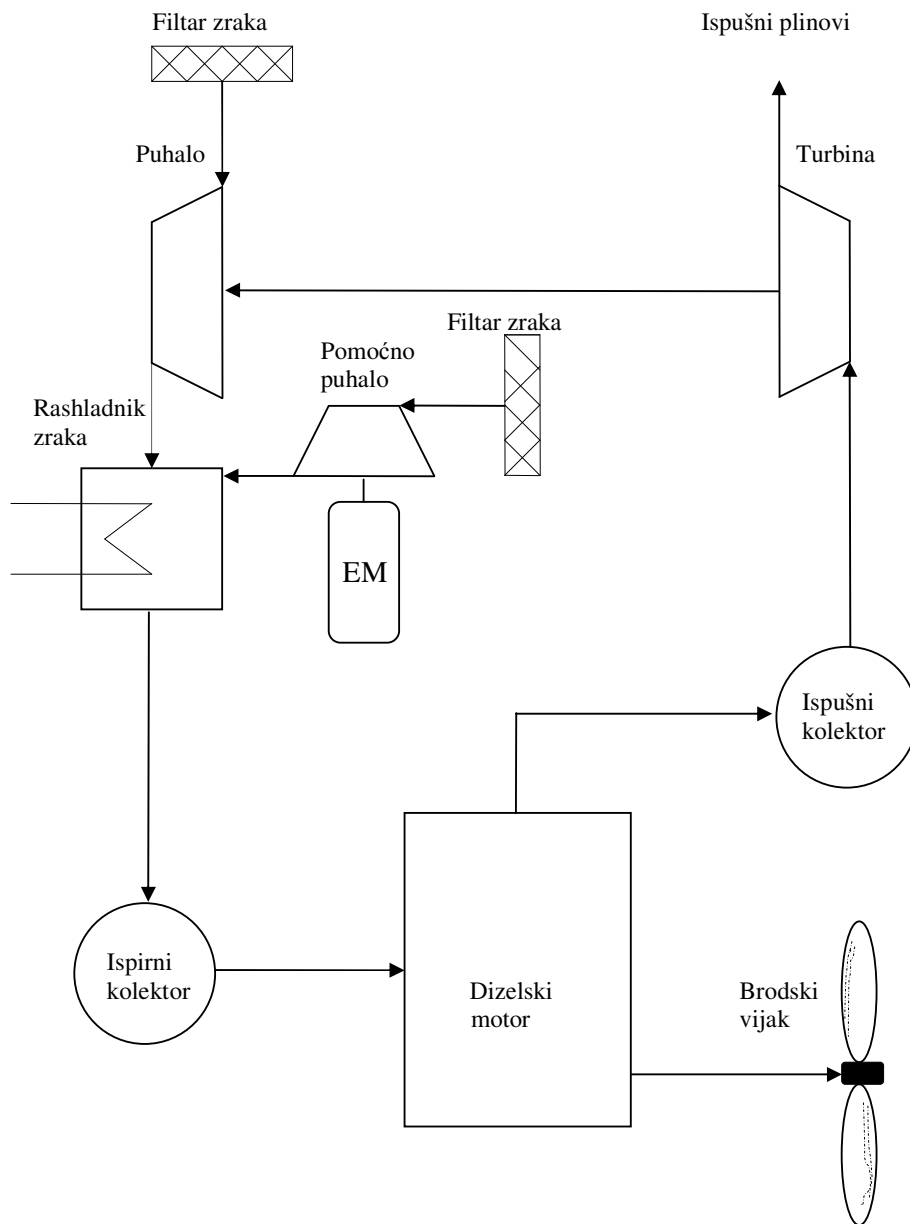 Filtar zraka
Ispušni plinovi
Puhalo
Turbina
Filtar zraka
Pomoćno
puhalo
Rashladnik
zraka
EM
Ispušni
kolektor
Ispirni
kolektor
Dizelski
motor
Brodski
vijak